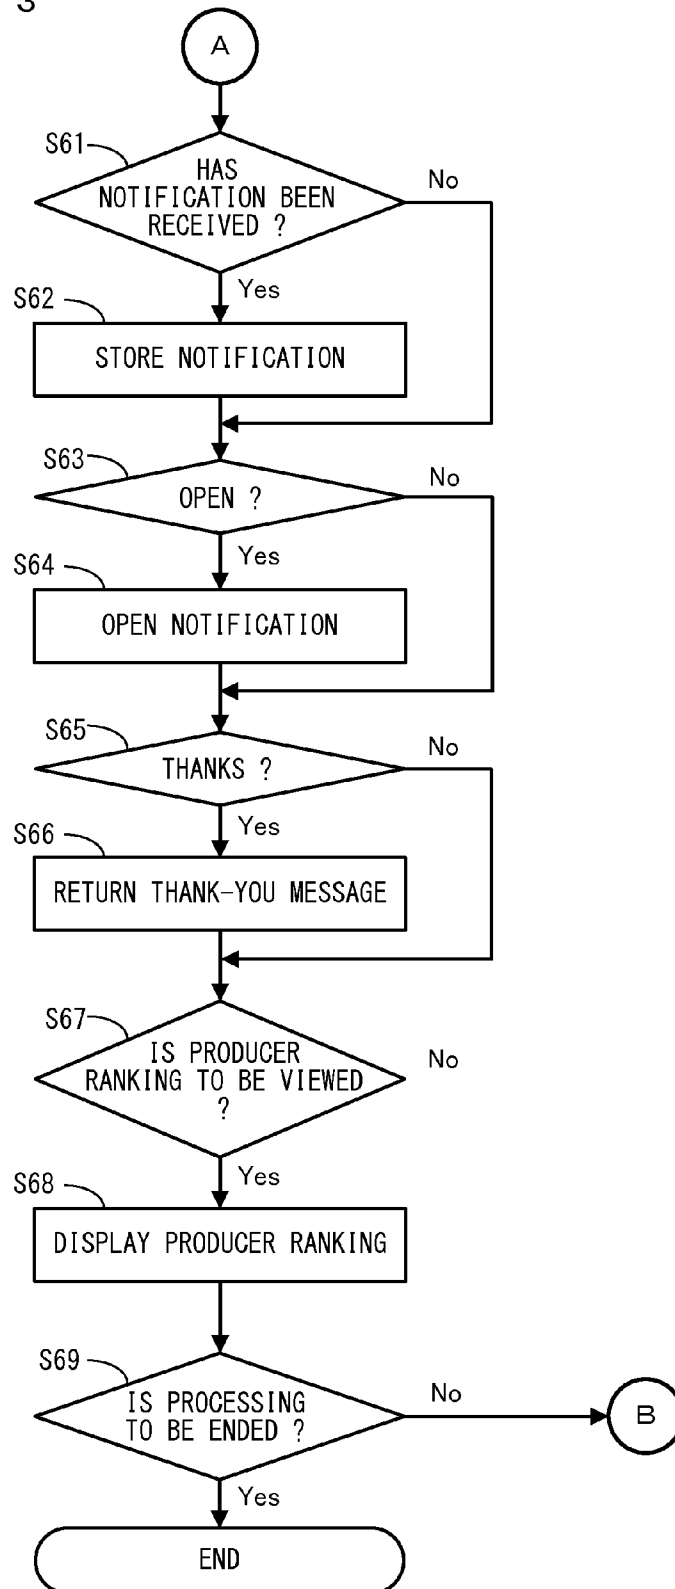 3
A
S61
HAS
NOTIFICATION BEEN
RECEIVED ?
No
Yes
S62
STORE NOTIFICATION
S63
OPEN ?
No
Yes
S64
OPEN NOTIFICATION
S65
THANKS ?
No
Yes
S66
RETURN THANK-YOU MESSAGE
S67
IS PRODUCER
RANKING TO BE VIEWED
?
No
Yes
S68
DISPLAY PRODUCER RANKING
S69
IS PROCESSING
TO BE ENDED ?
No
B
Yes
END